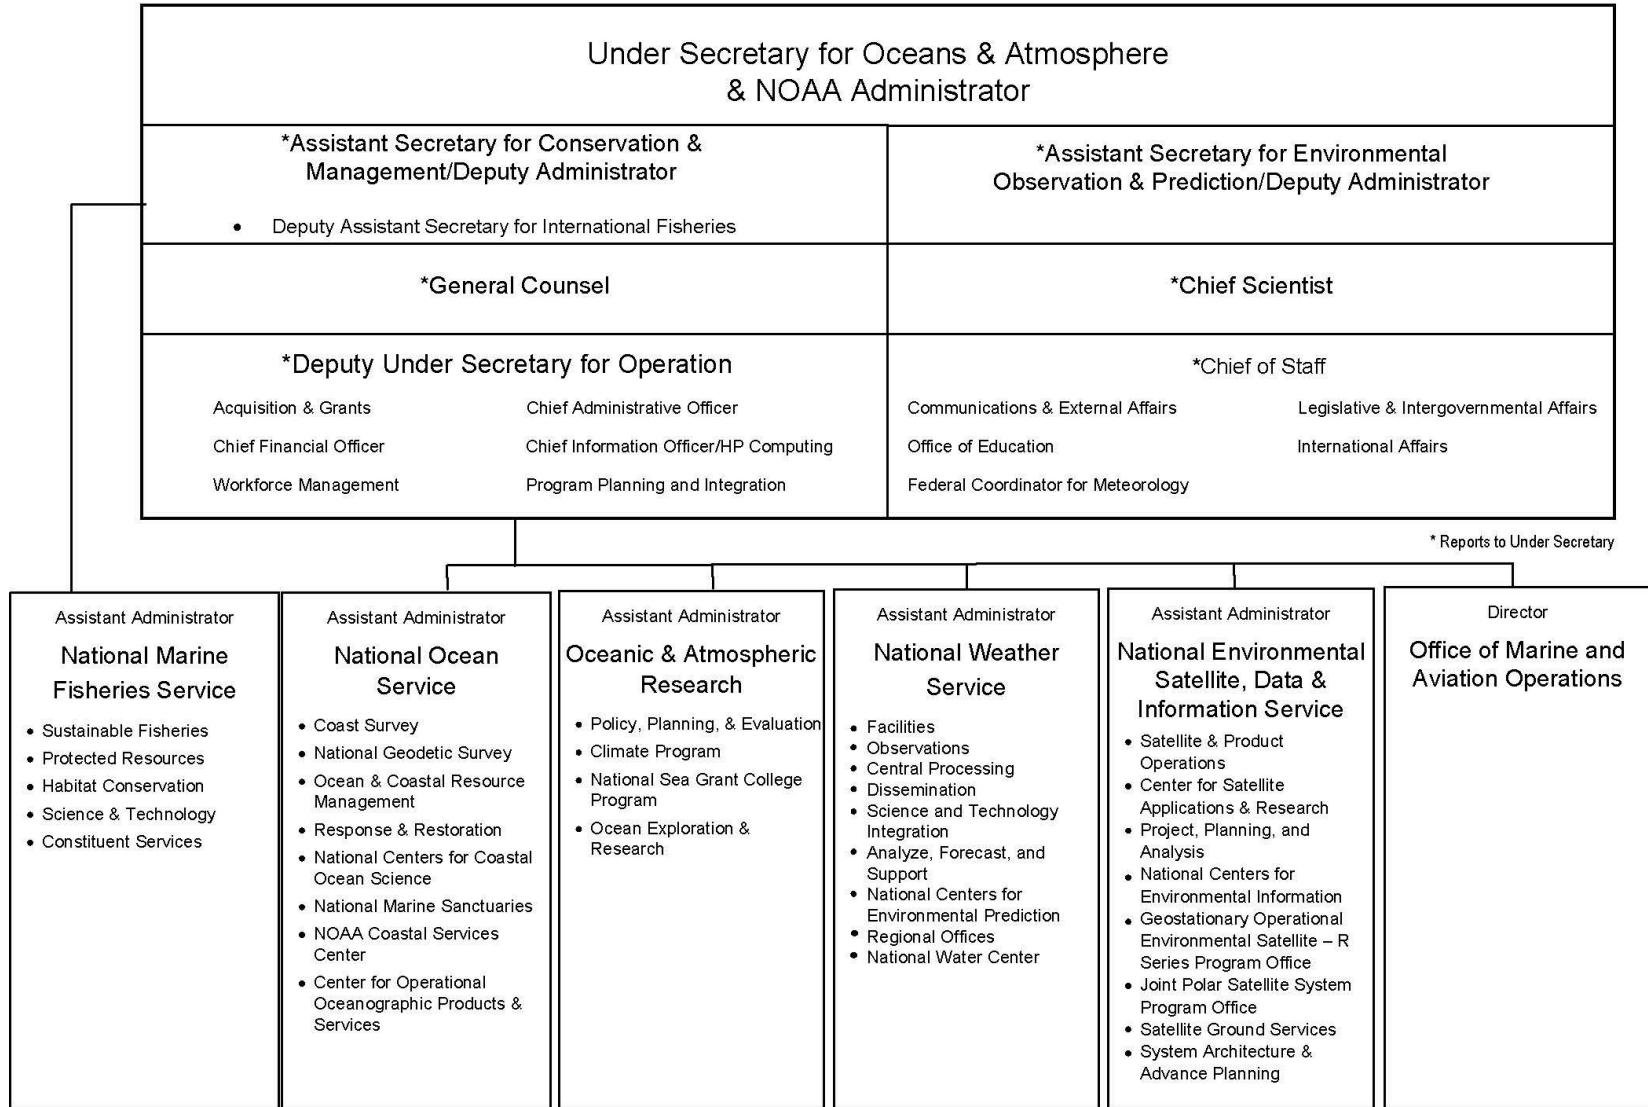 Under Secretary for Oceans & Atmosphere
& NOAA Administrator
*Assistant Secretary for Conservation &
Management/Deputy Administrator
• Deputy Assistant Secretary for International Fisheries
*Assistant Secretary for Environmental
Observation & Prediction/Deputy Administrator
*General Counsel
*Chief Scientist
*Deputy Under Secretary for Operation
Acquisition & Grants
Chief Administrative Officer
Chief Financial Officer
Chief Information Officer/HP Computing
Workforce Management
Program Planning and Integration
*Chief of Staff
Communications & External Affairs
Legislative & Intergovernmental Affairs
Office of Education
International Affairs
Federal Coordinator for Meteorology
* Reports to Under Secretary
Assistant Administrator
National Marine
Fisheries Service
• Sustainable Fisheries
• Protected Resources
• Habitat Conservation
• Science & Technology
• Constituent Services
Assistant Administrator
National Ocean
Service
• Coast Survey
• National Geodetic Survey
• Ocean & Coastal Resource
Management
• Response & Restoration
• National Centers for Coastal
Ocean Science
• National Marine Sanctuaries
• NOAA Coastal Services
Center
• Center for Operational
Oceanographic Products &
Services
Assistant Administrator
Oceanic & Atmospheric
Research
• Policy, Planning, & Evaluation
• Climate Program
• National Sea Grant College
Program
• Ocean Exploration &
Research
Assistant Administrator
National Weather
Service
• Facilities
• Observations
• Central Processing
• Dissemination
• Science and Technology
Integration
• Analyze, Forecast, and
Support
• National Centers for
Environmental Prediction
• Regional Offices
• National Water Center
Assistant Administrator
National Environmental
Satellite, Data &
Information Service
• Satellite & Product
Operations
• Center for Satellite
Applications & Research
• Project, Planning, and
Analysis
• National Centers for
Environmental Information
• Geostationary Operational
Environmental Satellite – R
Series Program Office
• Joint Polar Satellite System
Program Office
• Satellite Ground Services
• System Architecture &
Advance Planning
Director
Office of Marine and
Aviation Operations